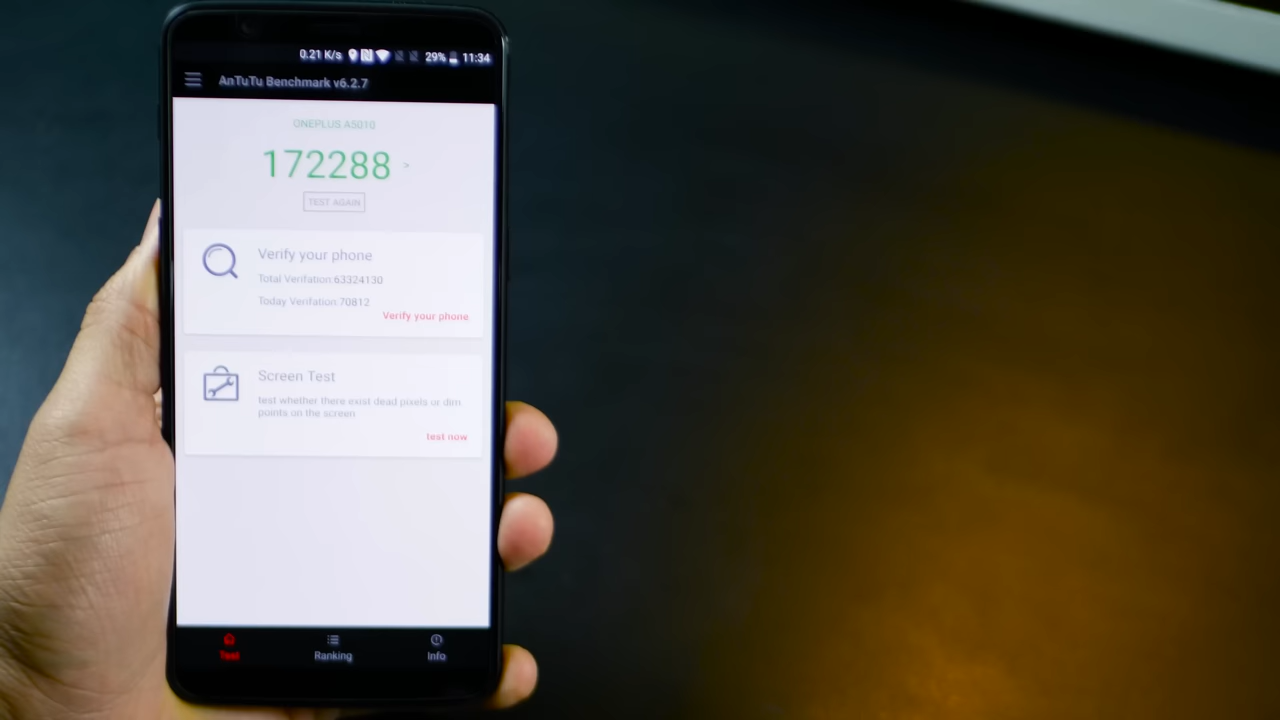 0.21 K/s 29% 11:34
AnTuTu Benchmark v6.2.7
ONEPLUS A5010
172288 >
TEST AGAIN
Verify your phone
Total Verifation:63324130
Today Verifation:70812
Verify your phone
Screen Test
test whether there exist dead pixels or dim
points on the screen
test now
Test Ranking Info